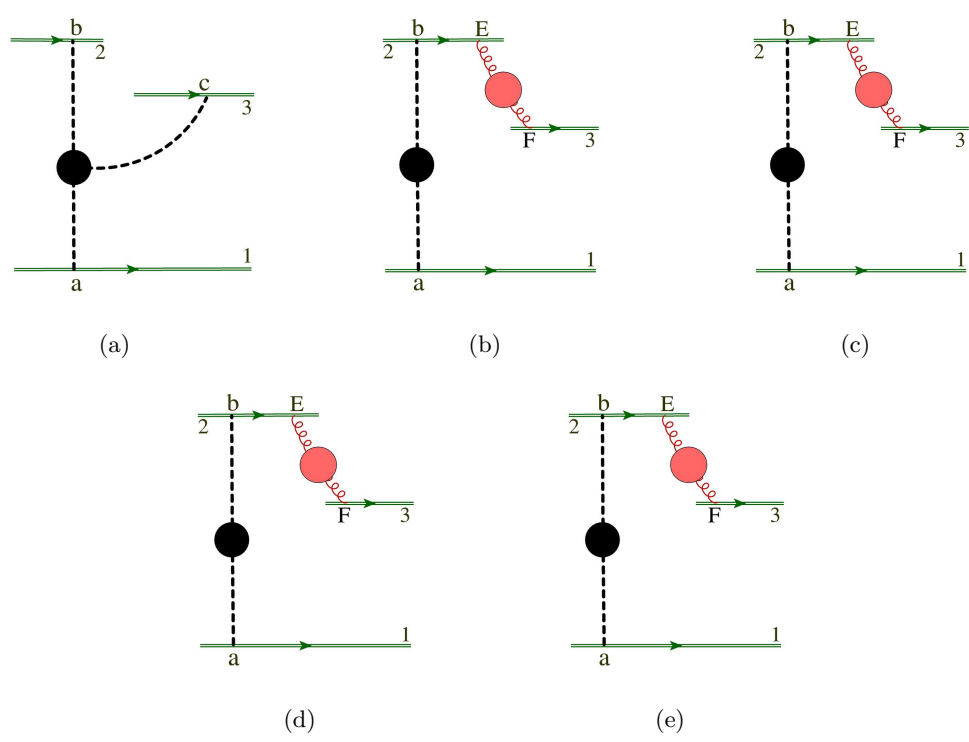 b b E b E
2 2 2
c
3
F 3 F 3
1 1 1
a a a
(a) (b) (c)
b E b E
2 2
F 3 F 3
1 1
a a
(d) (e)